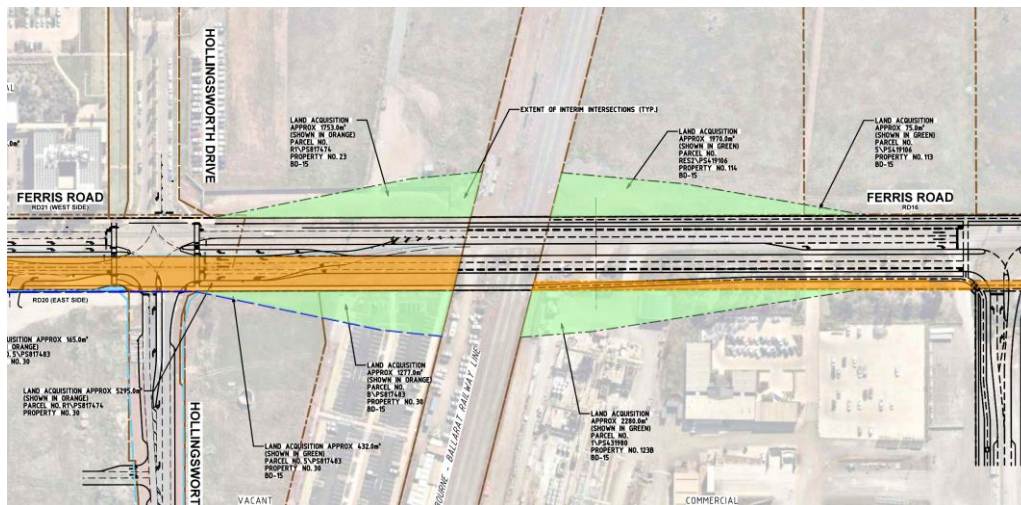 HOLLINGSWORTH DRIVE
LAND ACQUISITION
APPROX 1753.0m²
(SHOWN IN ORANGE)
PARCEL NO.
R1\PS817474
PROPERTY NO. 23
BD-15
EXTENT OF INTERIM INTERSECTIONS (TYP.)
LAND ACQUISITION
APPROX 1970.0m²
(SHOWN IN GREEN)
PARCEL NO.
RES2\PS419106
PROPERTY NO. 114
BD-15
LAND ACQUISITION
APPROX 75.0m²
(SHOWN IN GREEN)
PARCEL NO.
S\PS419106
PROPERTY NO. 113
BD-15
FERRIS ROAD
RD21 (WEST SIDE)
FERRIS ROAD
RD16
RD20 (EAST SIDE)
UISITION APPROX 165.0m²
ORANGE)
.5\PS817483
NO. 30
LAND ACQUISITION APPROX 5295.0m²
(SHOWN IN ORANGE)
PARCEL NO. R1\PS817474
PROPERTY NO. 30
LAND ACQUISITION
APPROX 1277.0m²
(SHOWN IN ORANGE)
PARCEL NO.
B\PS817483
PROPERTY NO. 30
BD-15
LAND ACQUISITION APPROX 432.0m²
(SHOWN IN GREEN)
PARCEL NO. 5\PS817483
PROPERTY NO. 30
BD-15
LAND ACQUISITION
APPROX 2280.0m²
(SHOWN IN GREEN)
PARCEL NO.
1\PS431980
PROPERTY NO. 123B
BD-15
HOLLINGSWORT
BOURNE - BALLARAT RAILWAY LINE
VACANT
COMMERCIAL